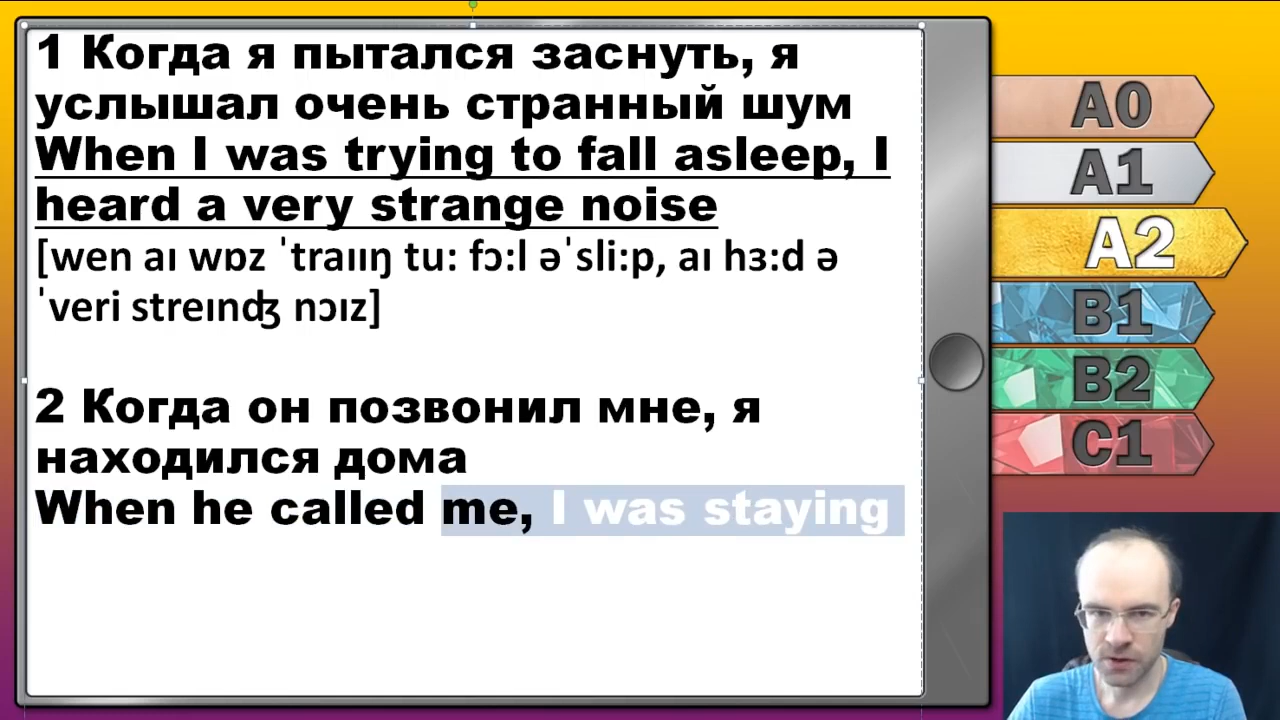 1 Когда я пытался заснуть, я
услышал очень странный шум
When I was trying to fall asleep, I
heard a very strange noise
[wen aɪ wɒz ˈtraɪɪŋ tu: fɔ:l əˈsli:p, aɪ hɜ:d ə
ˈveri streɪnʤ nɔɪz]
2 Когда он позвонил мне, я
находился дома
When he called me, I was staying
A0
A1
A2
B1
B2
C1